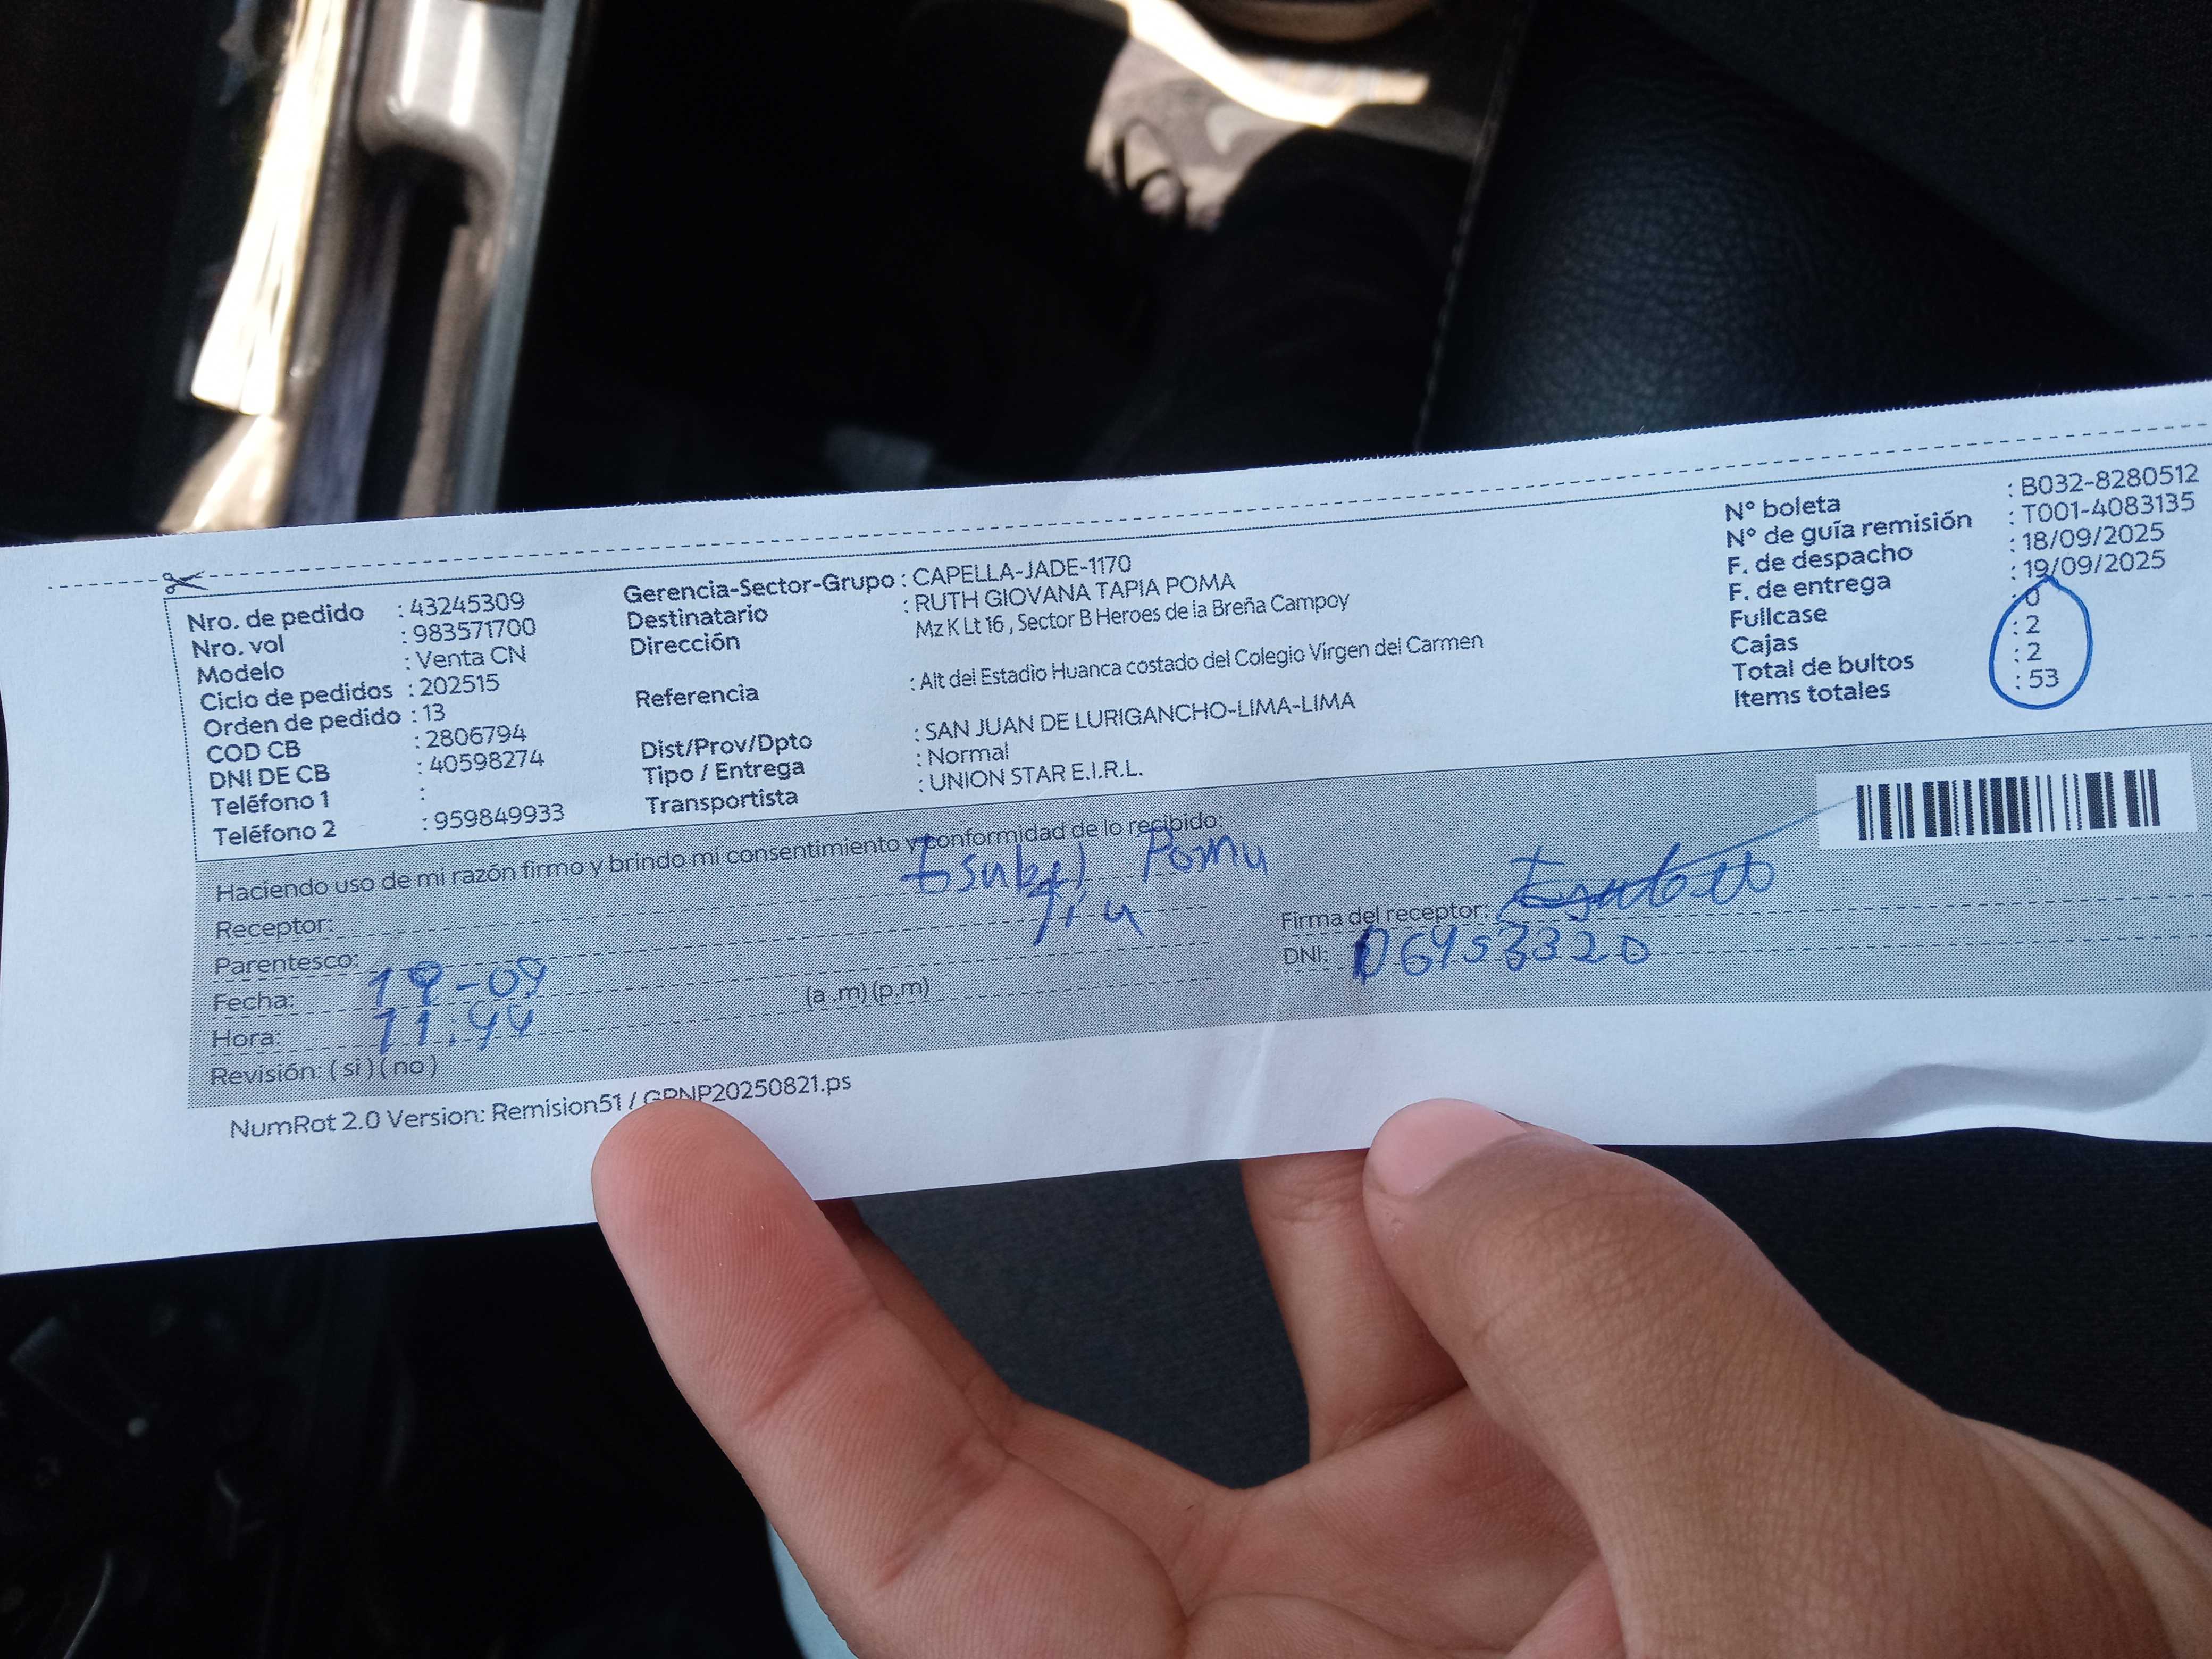 Nro. de pedido : 43245309
Nro. vol : 983571700
Modelo : Venta CN
Ciclo de pedidos : 202515
Orden de pedido : 13
COD CB : 2806794
DNI DE CB : 40598274
Teléfono 1 :
Teléfono 2 : 959849933
Gerencia-Sector-Grupo : CAPELLA-JADE-1170
Destinatario : RUTH GIOVANA TAPIA POMA
Dirección Mz K Lt 16 , Sector B Heroes de la Breña Campoy
Referencia : Alt del Estadio Huanca costado del Colegio Virgen del Carmen
Dist/Prov/Dpto : SAN JUAN DE LURIGANCHO-LIMA-LIMA
Tipo / Entrega : Normal
Transportista : UNION STAR E.I.R.L.
N° boleta : B032-8280512
N° de guía remisión : T001-4083135
F. de despacho : 18/09/2025
F. de entrega : 19/09/2025
Fullcase : 0
Cajas : 2
Total de bultos : 2
Items totales : 53
Haciendo uso de mi razón firmo y brindo mi consentimiento y conformidad de lo recibido:
Receptor: Isabel Poma
Parentesco: Tia
Fecha: 19-09
Hora: 11:44 (a .m) (p.m)
Revisión: ( si ) ( no )
Firma del receptor:
DNI: 06453320
NumRot 2.0 Version: Remision51 / GRNP20250821.ps